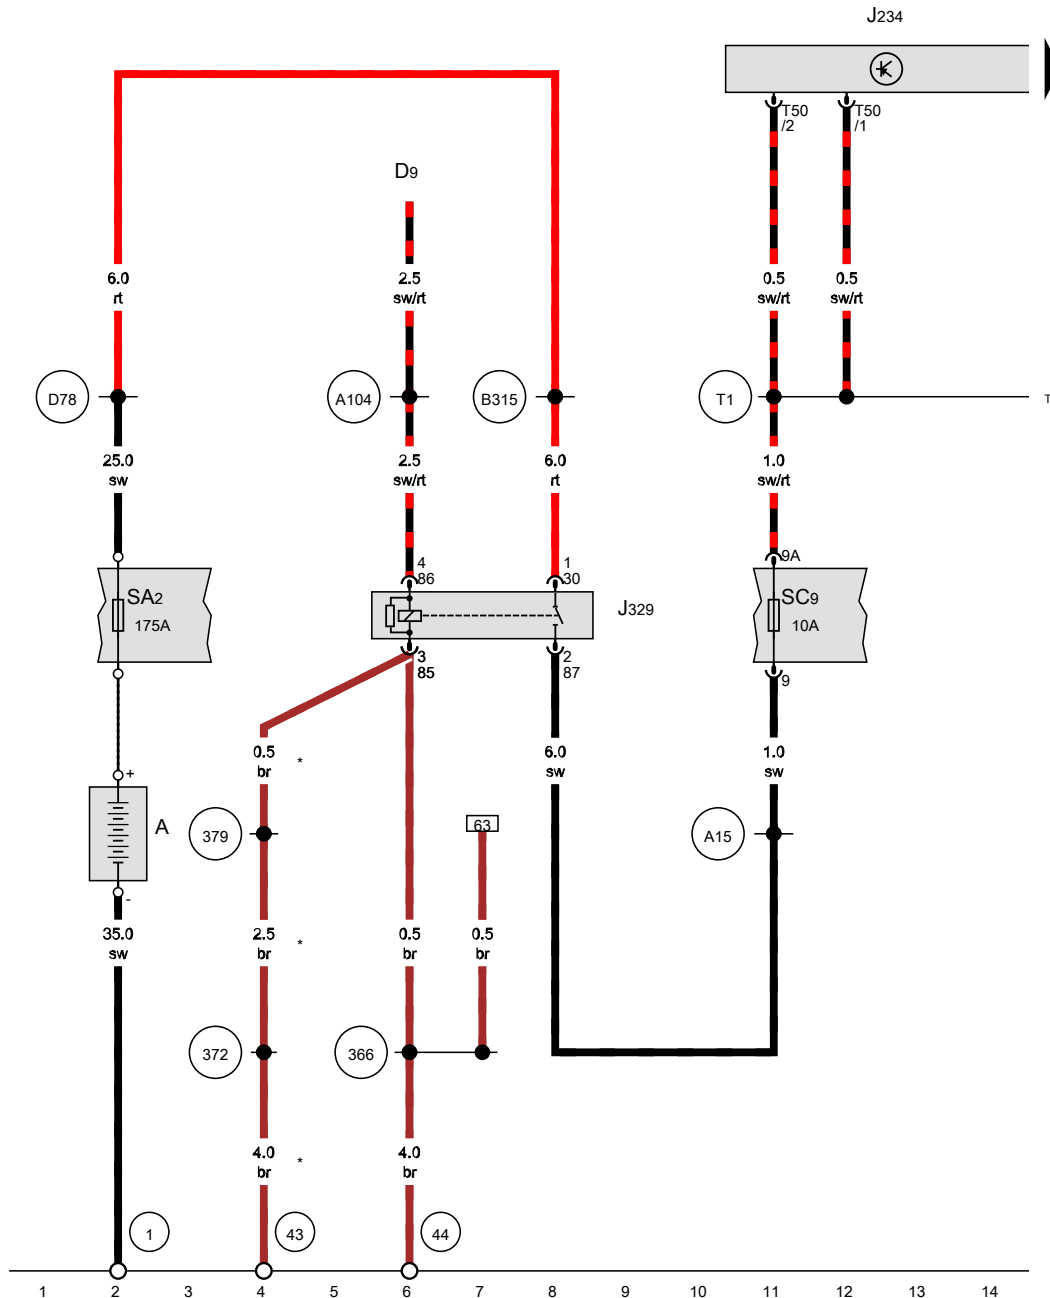 J234
T50
/2
T50
/1
D9
6.0
rt
2.5
sw/rt
0.5
sw/rt
0.5
sw/rt
D78
A104
B315
T1
T
25.0
sw
2.5
sw/rt
6.0
rt
1.0
sw/rt
4
86
1
30
9A
SA2
175A
J329
SC9
10A
3
85
2
87
9
0.5
br
*
6.0
sw
1.0
sw
+
A
-
379
63
A15
35.0
sw
2.5
br
*
0.5
br
0.5
br
372
366
4.0
br
*
4.0
br
1
43
44
1 2 3 4 5 6 7 8 9 10 11 12 13 14